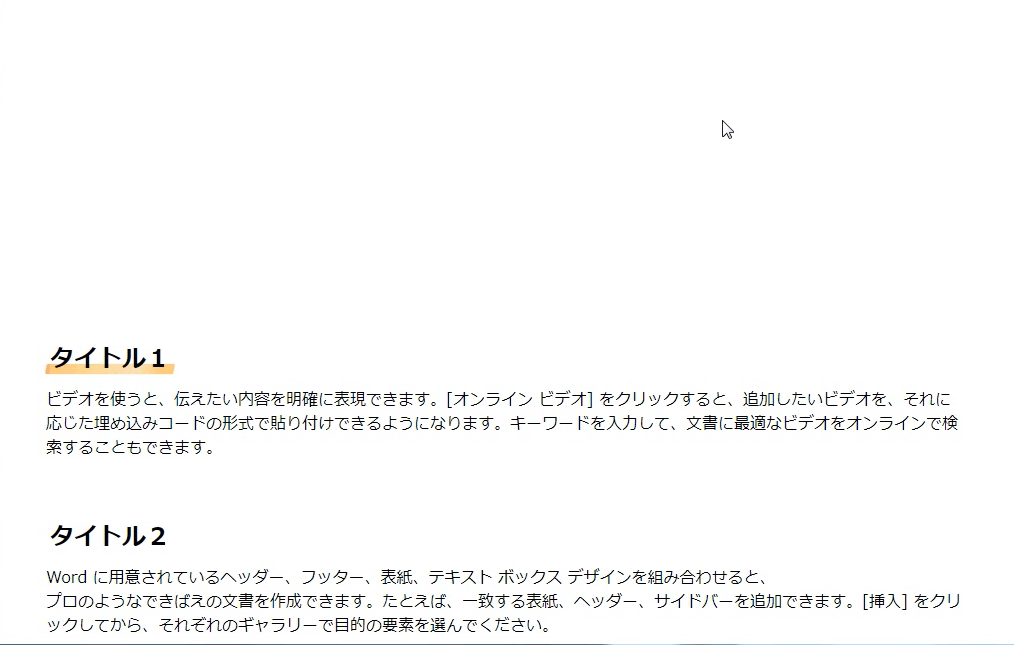 タイトル１
ビデオを使うと、伝えたい内容を明確に表現できます。[オンライン ビデオ] をクリックすると、追加したいビデオを、それに
応じた埋め込みコードの形式で貼り付けできるようになります。キーワードを入力して、文書に最適なビデオをオンラインで検
索することもできます。
タイトル２
Word に用意されているヘッダー、フッター、表紙、テキスト ボックス デザインを組み合わせると、
プロのようなできばえの文書を作成できます。たとえば、一致する表紙、ヘッダー、サイドバーを追加できます。[挿入] をクリ
ックしてから、それぞれのギャラリーで目的の要素を選んでください。